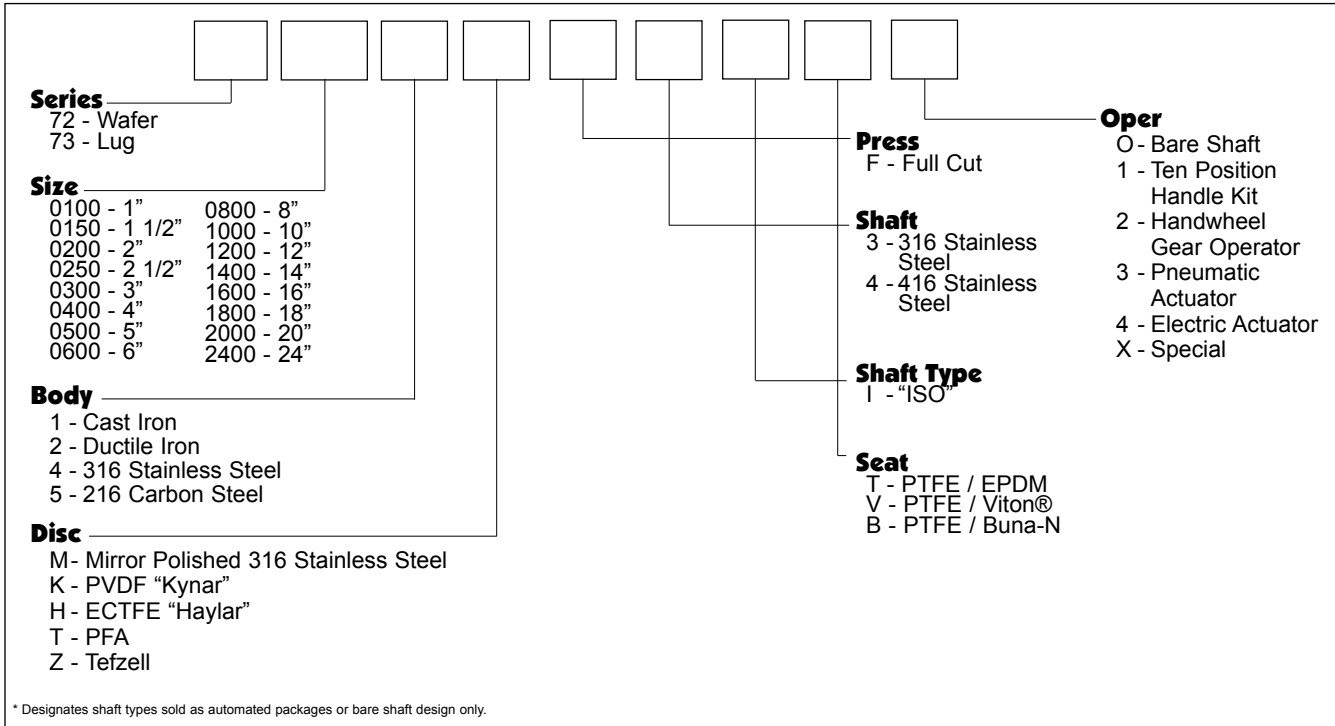 Series
72 - Wafer
73 - Lug
Size
0100 - 1”
0150 - 1 1/2”
0200 - 2”
0250 - 2 1/2”
0300 - 3”
0400 - 4”
0500 - 5”
0600 - 6”
0800 - 8”
1000 - 10”
1200 - 12”
1400 - 14”
1600 - 16”
1800 - 18”
2000 - 20”
2400 - 24”
Body
1 - Cast Iron
2 - Ductile Iron
4 - 316 Stainless Steel
5 - 216 Carbon Steel
Disc
M- Mirror Polished 316 Stainless Steel
K - PVDF “Kynar”
H - ECTFE “Haylar”
T - PFA
Z - Tefzell
Press
F - Full Cut
Shaft
3 - 316 Stainless
Steel
4 - 416 Stainless
Steel
Shaft Type
I - “ISO”
Seat
T - PTFE / EPDM
V - PTFE / Viton®
B - PTFE / Buna-N
Oper
O - Bare Shaft
1 - Ten Position
Handle Kit
2 - Handwheel
Gear Operator
3 - Pneumatic
Actuator
4 - Electric Actuator
X - Special
* Designates shaft types sold as automated packages or bare shaft design only.